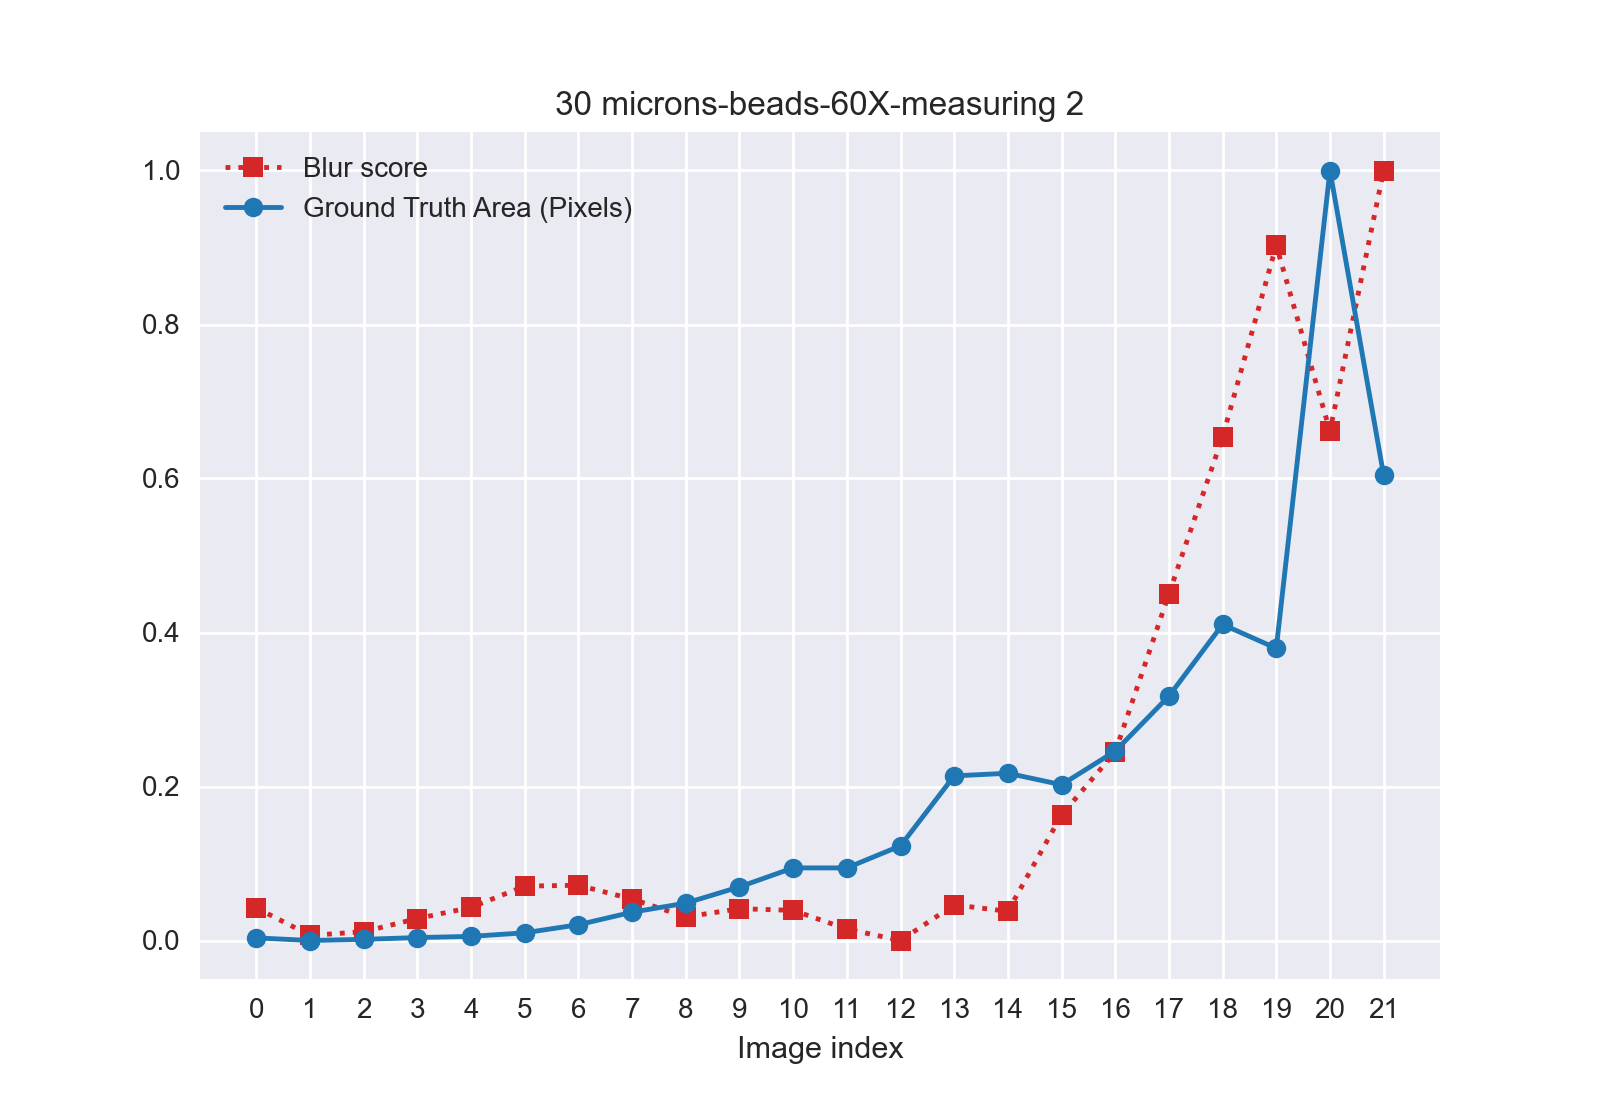 30 microns-beads-60X-measuring 2
Blur score
Ground Truth Area (Pixels)
1.0
0.8
0.6
0.4
0.2
0.0
0 1 2 3 4 5 6 7 8 9 10 11 12 13 14 15 16 17 18 19 20 21
Image index